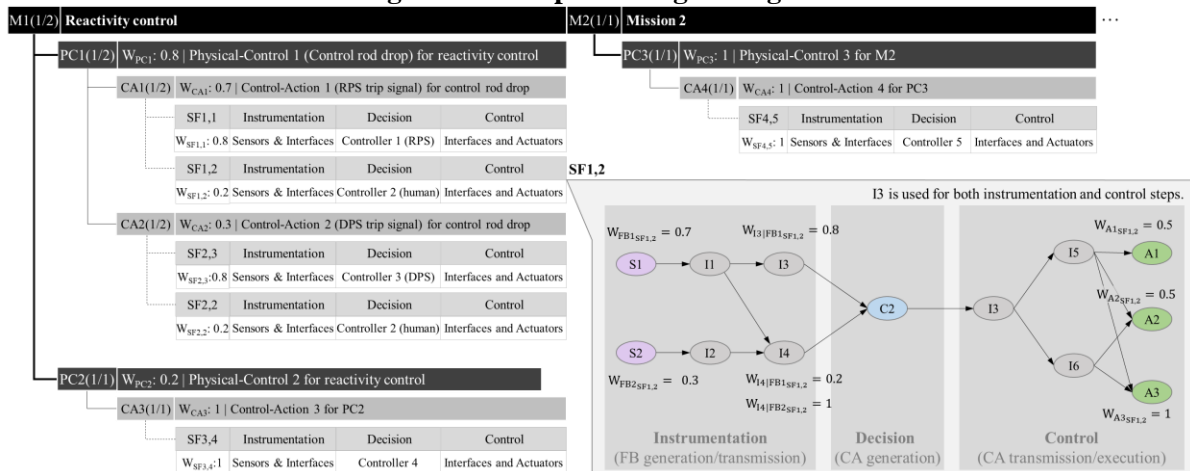 M1(1/2) Reactivity control
PC1(1/2) W_PC1: 0.8 | Physical-Control 1 (Control rod drop) for reactivity control
CA1(1/2) W_CA1: 0.7 | Control-Action 1 (RPS trip signal) for control rod drop
SF1,1 Instrumentation Decision Control
W_SF1,1: 0.8 Sensors & Interfaces Controller 1 (RPS) Interfaces and Actuators
SF1,2 Instrumentation Decision Control
W_SF1,2: 0.2 Sensors & Interfaces Controller 2 (human) Interfaces and Actuators
CA2(1/2) W_CA2: 0.3 | Control-Action 2 (DPS trip signal) for control rod drop
SF2,3 Instrumentation Decision Control
W_SF2,3:0.8 Sensors & Interfaces Controller 3 (DPS) Interfaces and Actuators
SF2,2 Instrumentation Decision Control
W_SF2,2: 0.2 Sensors & Interfaces Controller 2 (human) Interfaces and Actuators
PC2(1/1) W_PC2: 0.2 | Physical-Control 2 for reactivity control
CA3(1/1) W_CA3: 1 | Control-Action 3 for PC2
SF3,4 Instrumentation Decision Control
W_SF3,4:1 Sensors & Interfaces Controller 4 Interfaces and Actuators
M2(1/1) Mission 2 ...
PC3(1/1) W_PC3: 1 | Physical-Control 3 for M2
CA4(1/1) W_CA4: 1 | Control-Action 4 for PC3
SF4,5 Instrumentation Decision Control
W_SF4,5: 1 Sensors & Interfaces Controller 5 Interfaces and Actuators
SF1,2
I3 is used for both instrumentation and control steps.
W_FB1_SF1,2 = 0.7 W_I3|FB1_SF1,2 = 0.8 W_A1_SF1,2 = 0.5
S1 I1 I3 I5 A1
W_A2_SF1,2 = 0.5
C2 I3 A2
S2 I2 I4 I6 A3
W_FB2_SF1,2 = 0.3 W_I4|FB1_SF1,2 = 0.2
W_I4|FB2_SF1,2 = 1 W_A3_SF1,2 = 1
Instrumentation Decision Control
(FB generation/transmission) (CA generation) (CA transmission/execution)